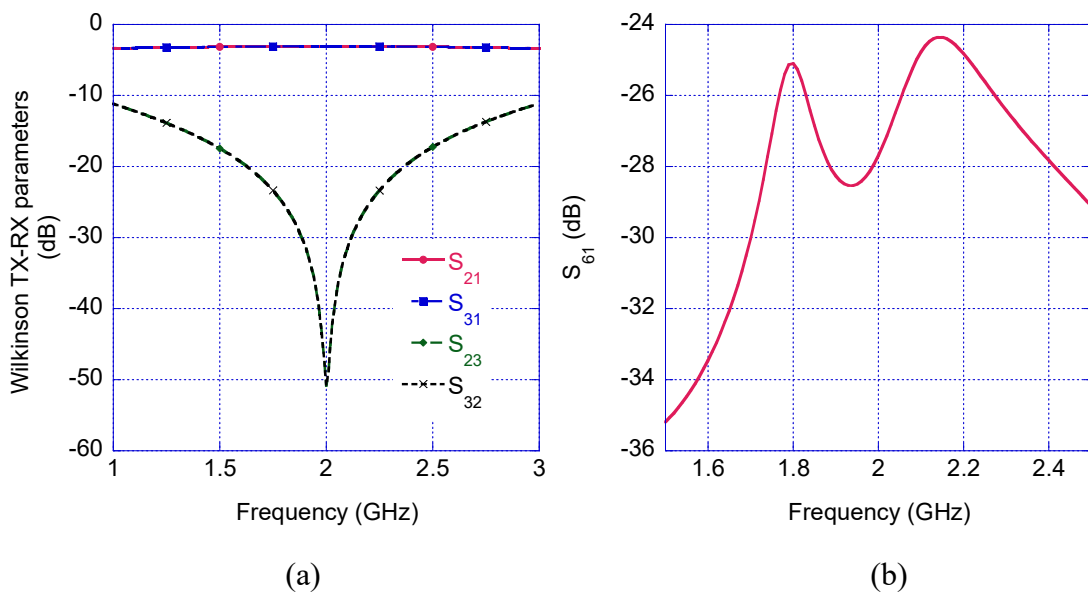 0
-10
-20
-30
-40
-50
-60
Wilkinson TX-RX parameters
(dB)
S21
S31
S23
S32
1
1.5
2
2.5
3
Frequency (GHz)
(a)
-24
-26
-28
-30
-32
-34
-36
S61 (dB)
1.6
1.8
2
2.2
2.4
Frequency (GHz)
(b)